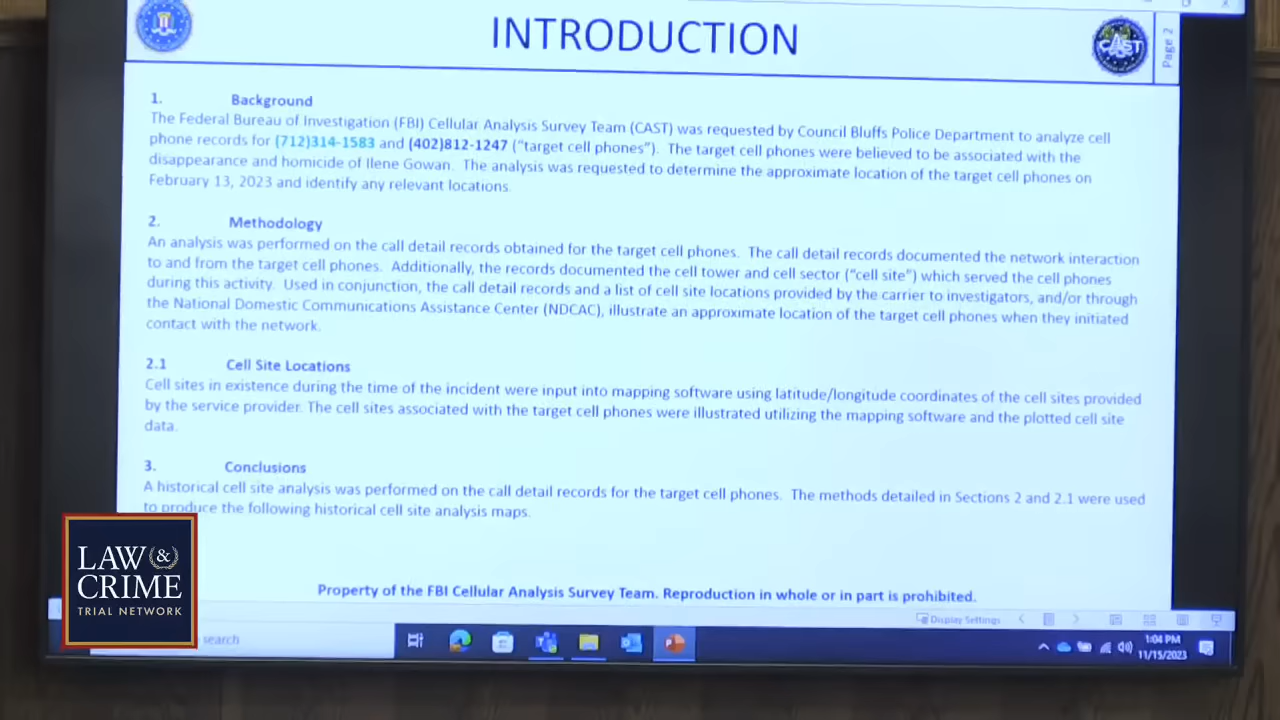 INTRODUCTION
CAST
Page 2
1. Background
The Federal Bureau of Investigation (FBI) Cellular Analysis Survey Team (CAST) was requested by Council Bluffs Police Department to analyze cell
phone records for (712)314-1583 and (402)812-1247 ("target cell phones"). The target cell phones were believed to be associated with the
disappearance and homicide of Ilene Gowan. The analysis was requested to determine the approximate location of the target cell phones on
February 13, 2023 and identify any relevant locations.
2. Methodology
An analysis was performed on the call detail records obtained for the target cell phones. The call detail records documented the network interaction
to and from the target cell phones. Additionally, the records documented the cell tower and cell sector ("cell site") which served the cell phones
during this activity. Used in conjunction, the call detail records and a list of cell site locations provided by the carrier to investigators, and/or through
the National Domestic Communications Assistance Center (NDCAC), illustrate an approximate location of the target cell phones when they initiated
contact with the network.
2.1 Cell Site Locations
Cell sites in existence during the time of the incident were input into mapping software using latitude/longitude coordinates of the cell sites provided
by the service provider. The cell sites associated with the target cell phones were illustrated utilizing the mapping software and the plotted cell site
data.
3. Conclusions
A historical cell site analysis was performed on the call detail records for the target cell phones. The methods detailed in Sections 2 and 2.1 were used
to produce the following historical cell site analysis maps.
Property of the FBI Cellular Analysis Survey Team. Reproduction in whole or in part is prohibited.
Display Settings
search
1:04 PM
11/15/2023
LAW &
CRIME
TRIAL NETWORK